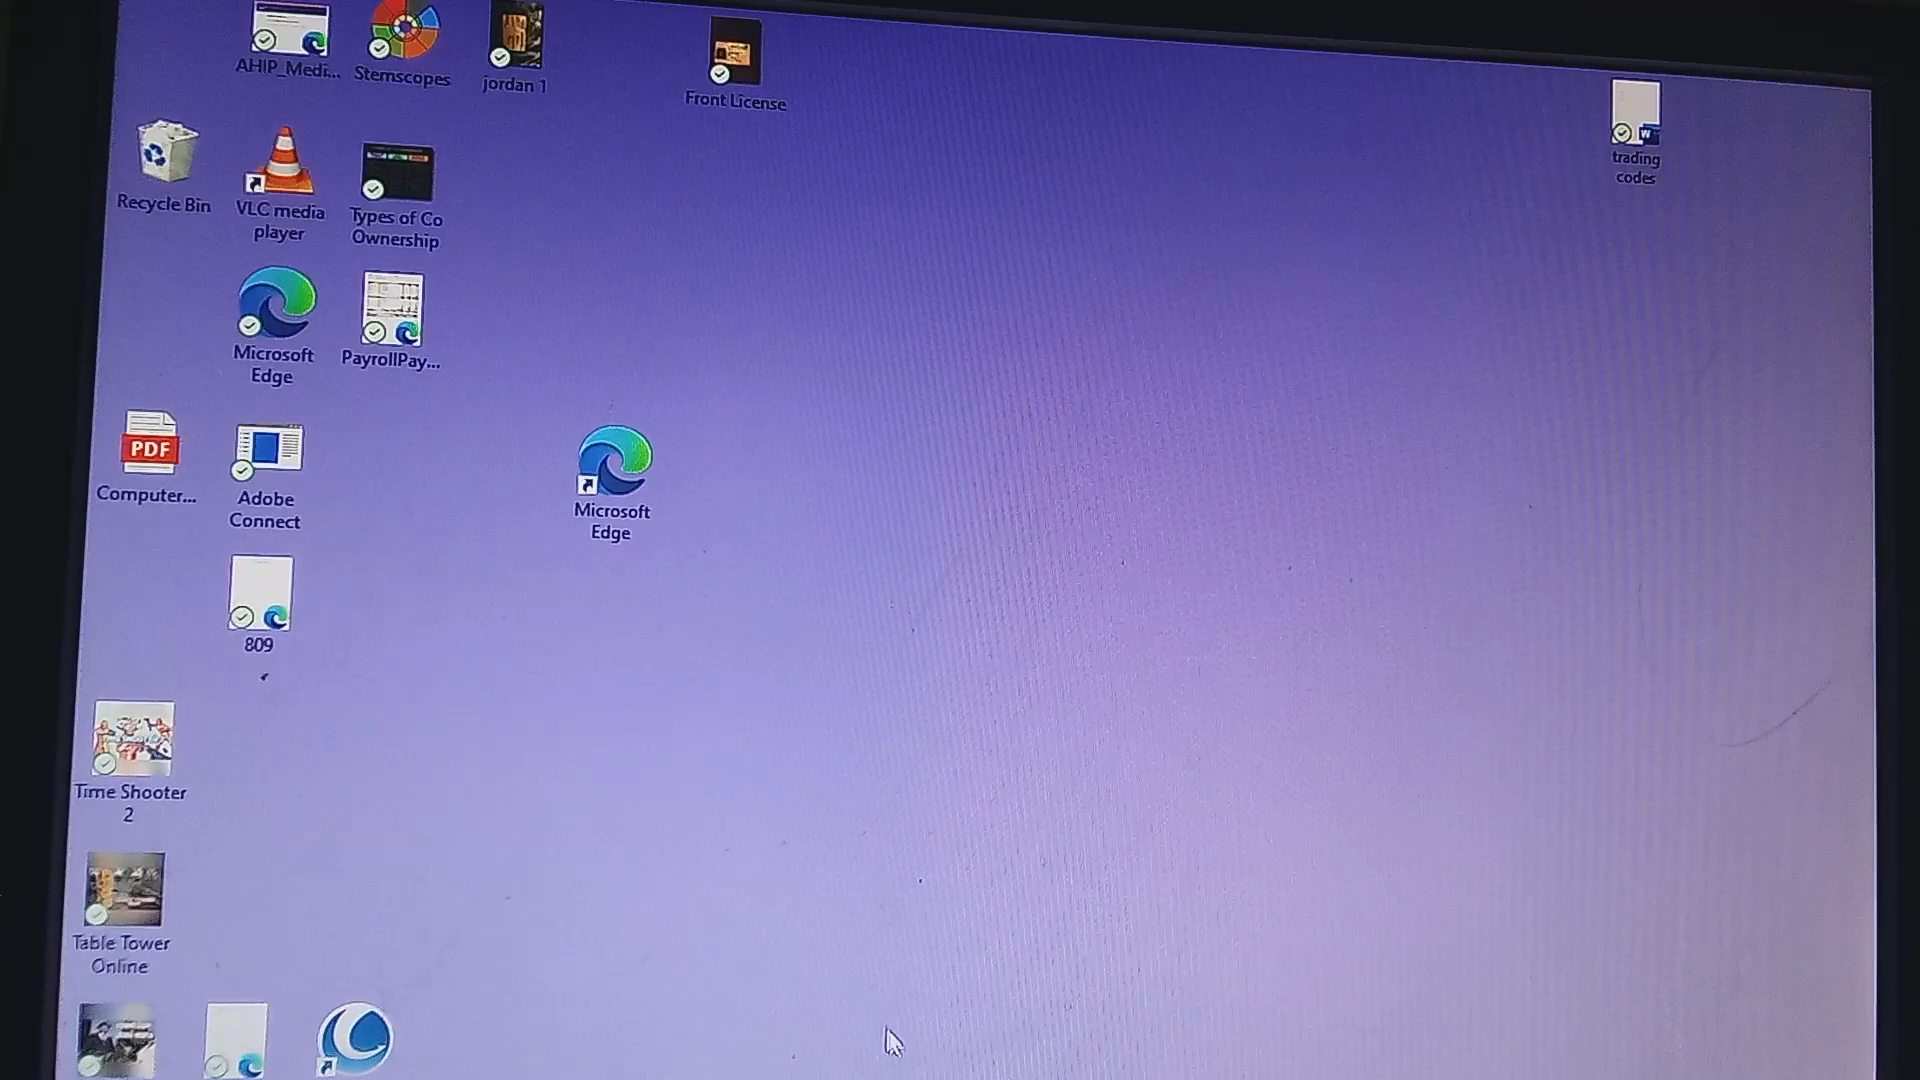 AHIP_Medi...
Stemscopes
jordan 1
Front License
trading
codes
Recycle Bin
VLC media
player
Types of Co
Ownership
Microsoft
Edge
PayrollPay...
PDF
Computer...
Adobe
Connect
Microsoft
Edge
809
Time Shooter
2
Table Tower
Online
W